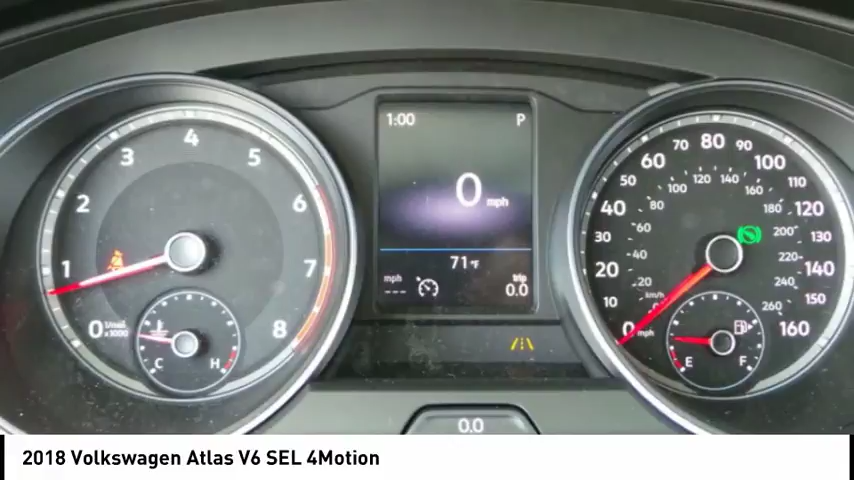 1:00 P
0 mph
71 °F
mph
--- 
trip
0.0
0.0
0 1 2 3 4 5 6 7 8
1/min
x1000
C H
0 10 20 30 40 50 60 70 80 90 100 110 120 130 140 150 160
mph
20 40 60 80 100 120 140 160 180 200 220 240 260
km/h
E F
2018 Volkswagen Atlas V6 SEL 4Motion